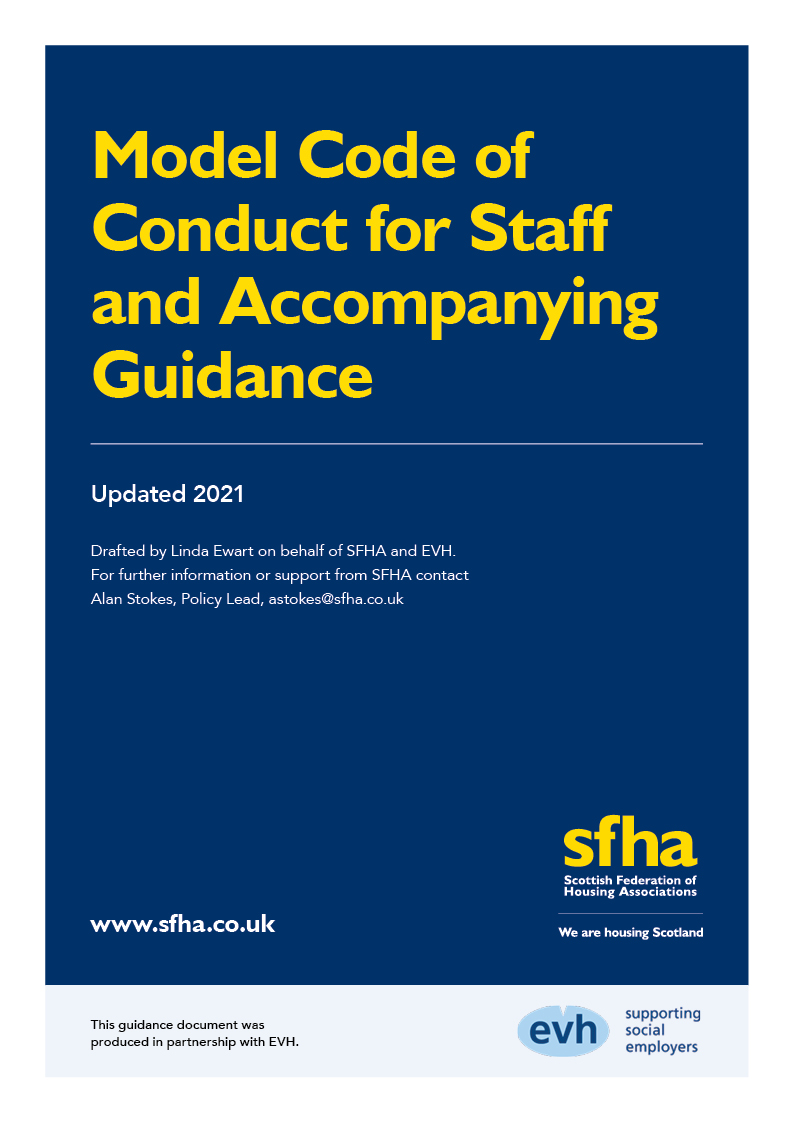 Model Code of
Conduct for Staff
and Accompanying
Guidance
Updated 2021
Drafted by Linda Ewart on behalf of SFHA and EVH.
For further information or support from SFHA contact
Alan Stokes, Policy Lead, astokes@sfha.co.uk
sfha
Scottish Federation of
Housing Associations
We are housing Scotland
www.sfha.co.uk
This guidance document was
produced in partnership with EVH.
evh
supporting
social
employers